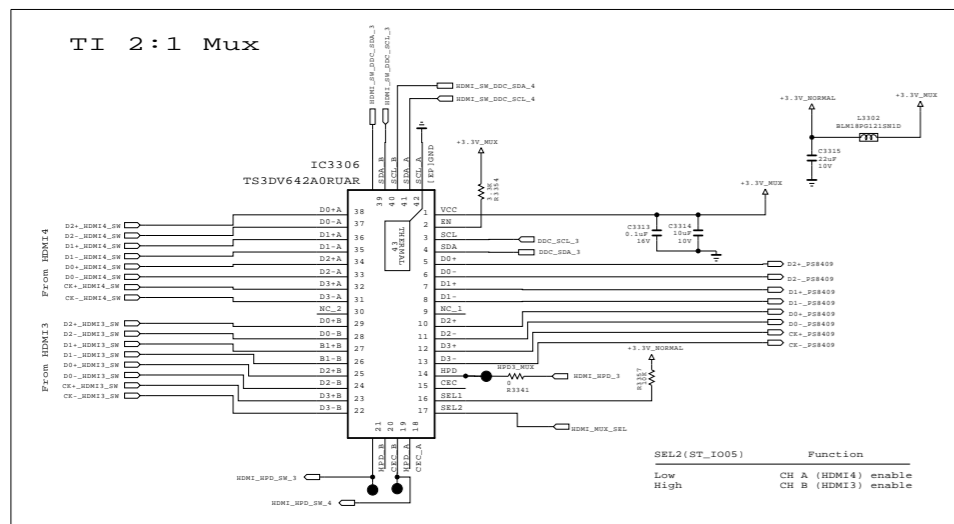 TI 2:1 Mux
HDMI_SW_DDC_SDA_3
HDMI_SW_DDC_SCL_3
HDMI_SW_DDC_SDA_4
HDMI_SW_DDC_SCL_4
+3.3V_NORMAL
+3.3V_MUX
L3302
BLM18PG121SN1D
C3315
22uF
10V
+3.3V_MUX
3.3K
R3354
+3.3V_MUX
C3313
0.1uF
16V
C3314
10uF
10V
IC3306
TS3DV642A0RUAR
SDA_B
SCL_B
SDA_A
SCL_A
[EP]GND
39
40
41
42
THERMAL
43
From HDMI4
D2+_HDMI4_SW
D2-_HDMI4_SW
D1+_HDMI4_SW
D1-_HDMI4_SW
D0+_HDMI4_SW
D0-_HDMI4_SW
CK+_HDMI4_SW
CK-_HDMI4_SW
From HDMI3
D2+_HDMI3_SW
D2-_HDMI3_SW
D1+_HDMI3_SW
D1-_HDMI3_SW
D0+_HDMI3_SW
D0-_HDMI3_SW
CK+_HDMI3_SW
CK-_HDMI3_SW
D0+A 38
D0-A 37
D1+A 36
D1-A 35
D2+A 34
D2-A 33
D3+A 32
D3-A 31
NC_2 30
D0+B 29
D0-B 28
B1+B 27
B1-B 26
D2+B 25
D2-B 24
D3+B 23
D3-B 22
1 VCC
2 EN
3 SCL
4 SDA
5 D0+
6 D0-
7 D1+
8 D1-
9 NC_1
10 D2+
11 D2-
12 D3+
13 D3-
14 HPD
15 CEC
16 SEL1
17 SEL2
DDC_SCL_3
DDC_SDA_3
D2+_PS8409
D2-_PS8409
D1+_PS8409
D1-_PS8409
D0+_PS8409
D0-_PS8409
CK+_PS8409
CK-_PS8409
+3.3V_NORMAL
R3357
10K
HPD3_MUX
0
R3341
HDMI_HPD_3
HDMI_MUX_SEL
21
20
19
18
HPD_B
CEC_B
HPD_A
CEC_A
HDMI_HPD_SW_3
HDMI_HPD_SW_4
SEL2(ST_IO05) Function
Low CH A (HDMI4) enable
High CH B (HDMI3) enable